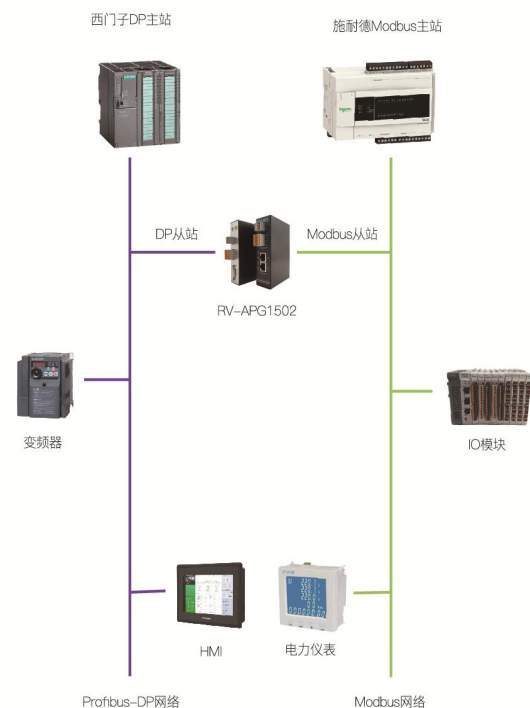 西门子DP主站
施耐德Modbus主站
DP从站
Modbus从站
RV-APG1502
变频器
IO模块
HMI
电力仪表
Profibus-DP网络
Modbus网络